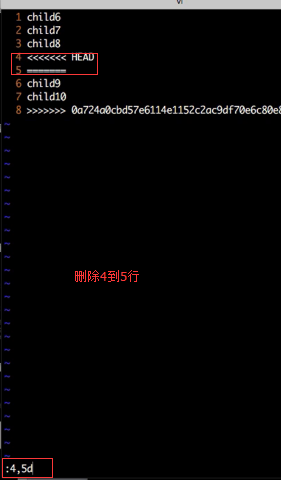 vi
1 child6
2 child7
3 child8
4 <<<<<<< HEAD
5 =======
6 child9
7 child10
8 >>>>>>> 0a724a0cbd57e6114e1152c2ac9df70e6c80e8
~
~
~
~
~
~
~
~
~
~
~
删除4到5行
~
~
~
~
~
~
~
~
~
~
~
~
~
:4,5d